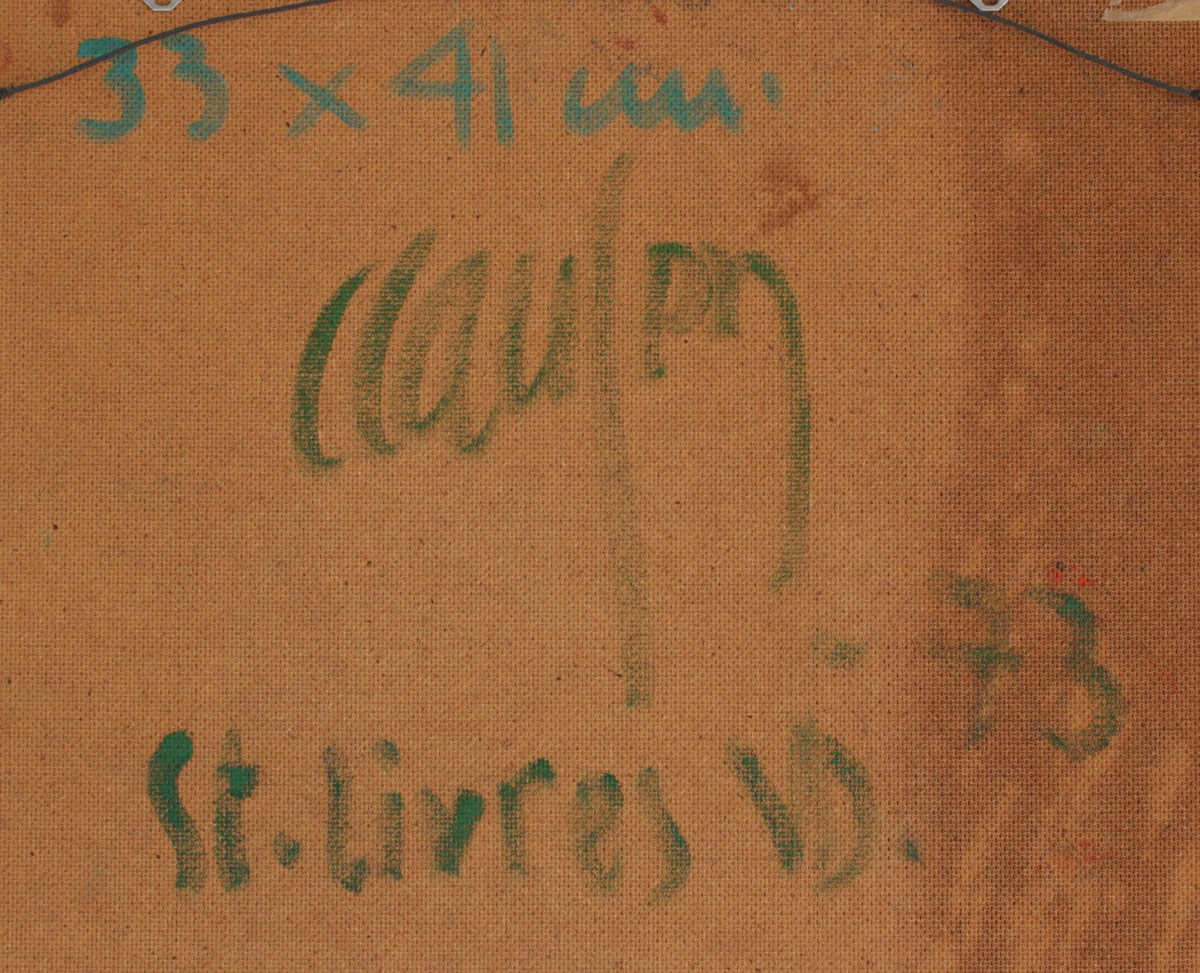 33 x 41 cm.
- 73
St. Livres VD.